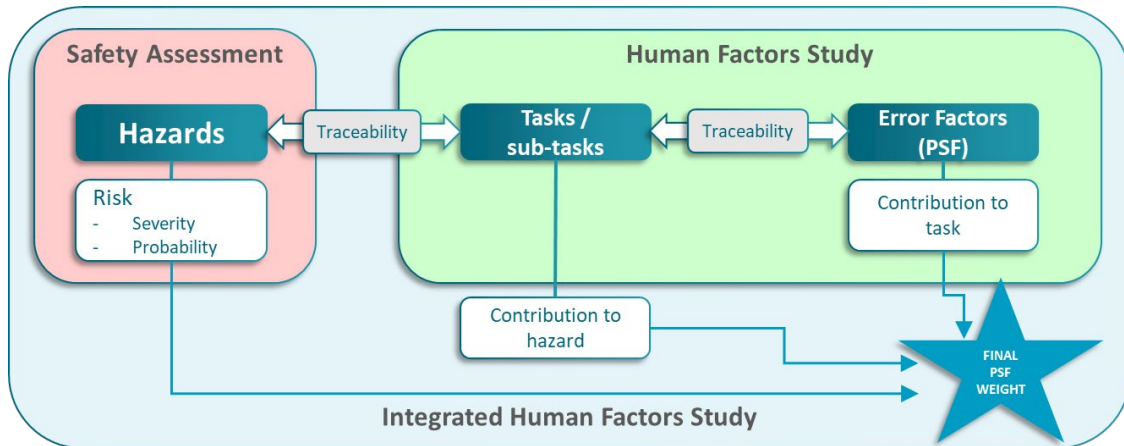 Safety Assessment
Human Factors Study
Hazards
Traceability
Tasks /
sub-tasks
Traceability
Error Factors
(PSF)
Risk
- Severity
- Probability
Contribution to
task
Contribution to
hazard
FINAL
PSF
WEIGHT
Integrated Human Factors Study